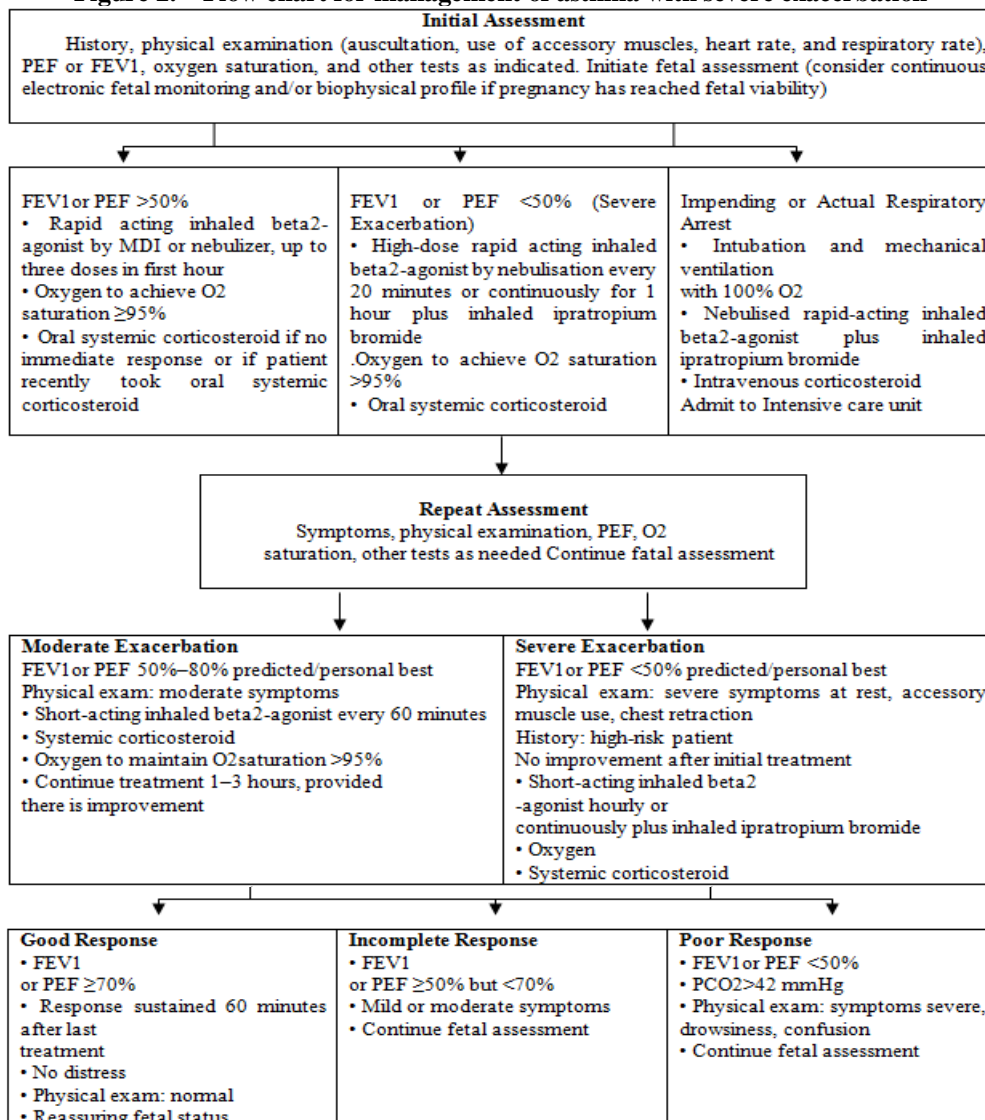 Initial Assessment
History, physical examination (auscultation, use of accessory muscles, heart rate, and respiratory rate),
PEF or FEV1, oxygen saturation, and other tests as indicated. Initiate fetal assessment (consider continuous
electronic fetal monitoring and/or biophysical profile if pregnancy has reached fetal viability)
FEV1or PEF >50%
• Rapid acting inhaled beta2-
agonist by MDI or nebulizer, up to
three doses in first hour
• Oxygen to achieve O2
saturation ≥95%
• Oral systemic corticosteroid if no
immediate response or if patient
recently took oral systemic
corticosteroid
FEV1 or PEF <50% (Severe
Exacerbation)
• High-dose rapid acting inhaled
beta2-agonist by nebulisation every
20 minutes or continuously for 1
hour plus inhaled ipratropium
bromide
.Oxygen to achieve O2 saturation
>95%
• Oral systemic corticosteroid
Impending or Actual Respiratory
Arrest
• Intubation and mechanical
ventilation
with 100% O2
• Nebulised rapid-acting inhaled
beta2-agonist plus inhaled
ipratropium bromide
• Intravenous corticosteroid
Admit to Intensive care unit
Repeat Assessment
Symptoms, physical examination, PEF, O2
saturation, other tests as needed Continue fatal assessment
Moderate Exacerbation
FEV1or PEF 50%–80% predicted/personal best
Physical exam: moderate symptoms
• Short-acting inhaled beta2-agonist every 60 minutes
• Systemic corticosteroid
• Oxygen to maintain O2saturation >95%
• Continue treatment 1–3 hours, provided
there is improvement
Severe Exacerbation
FEV1or PEF <50% predicted/personal best
Physical exam: severe symptoms at rest, accessory
muscle use, chest retraction
History: high-risk patient
No improvement after initial treatment
• Short-acting inhaled beta2
-agonist hourly or
continuously plus inhaled ipratropium bromide
• Oxygen
• Systemic corticosteroid
Good Response
• FEV1
or PEF ≥70%
• Response sustained 60 minutes
after last
treatment
• No distress
• Physical exam: normal
• Reassuring fetal status
Incomplete Response
• FEV1
or PEF ≥50% but <70%
• Mild or moderate symptoms
• Continue fetal assessment
Poor Response
• FEV1or PEF <50%
• PCO2>42 mmHg
• Physical exam: symptoms severe,
drowsiness, confusion
• Continue fetal assessment